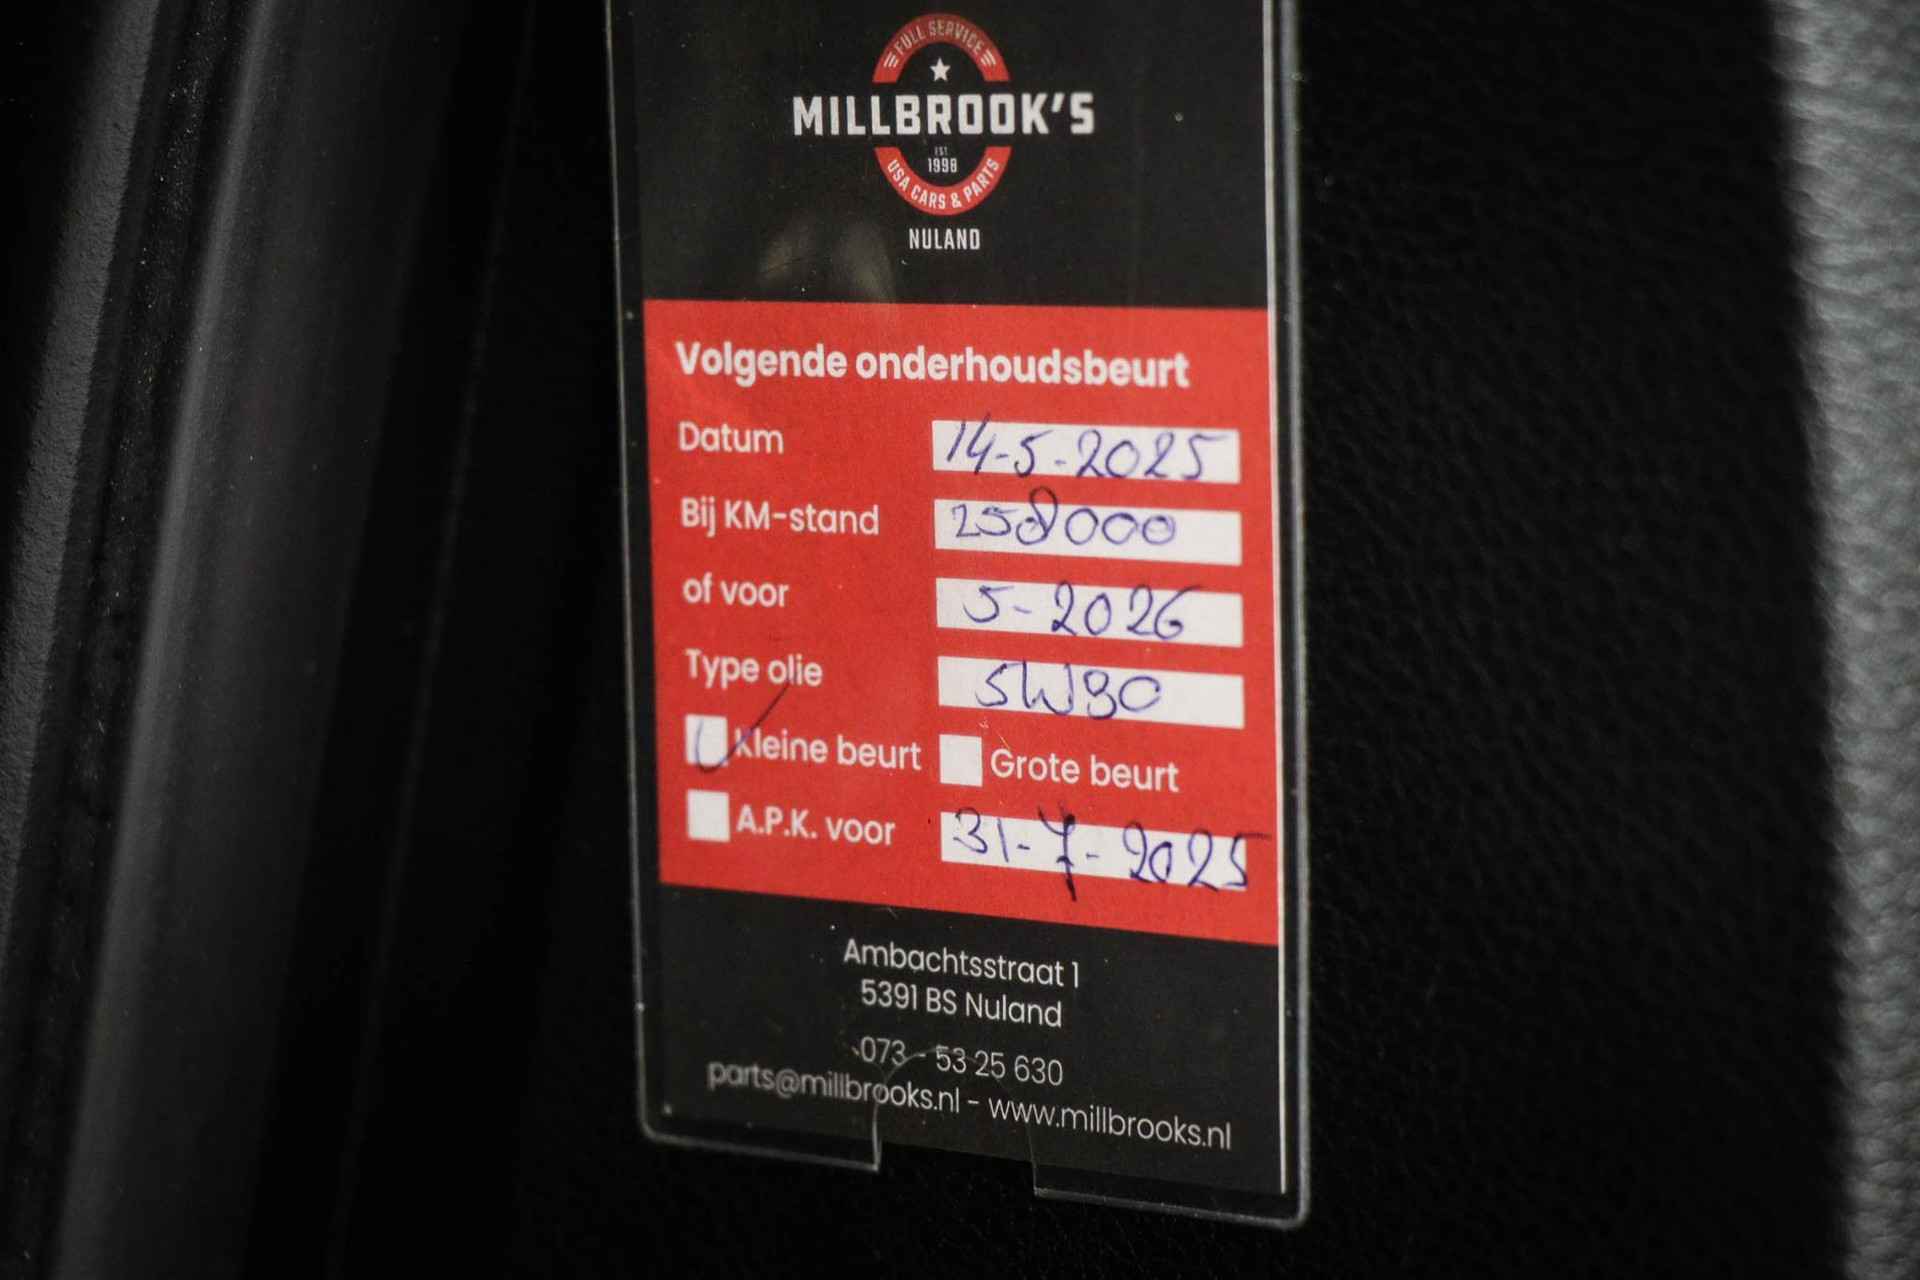 FULL SERVICE
MILLBROOK'S
EST
1998
USA CARS & PARTS
NULAND
Volgende onderhoudsbeurt
Datum 14-5-2025
Bij KM-stand 258000
of voor 5-2026
Type olie 5W30
Kleine beurt Grote beurt
A.P.K. voor 31-7-2025
Ambachtsstraat 1
5391 BS Nuland
073 - 53 25 630
parts@millbrooks.nl - www.millbrooks.nl